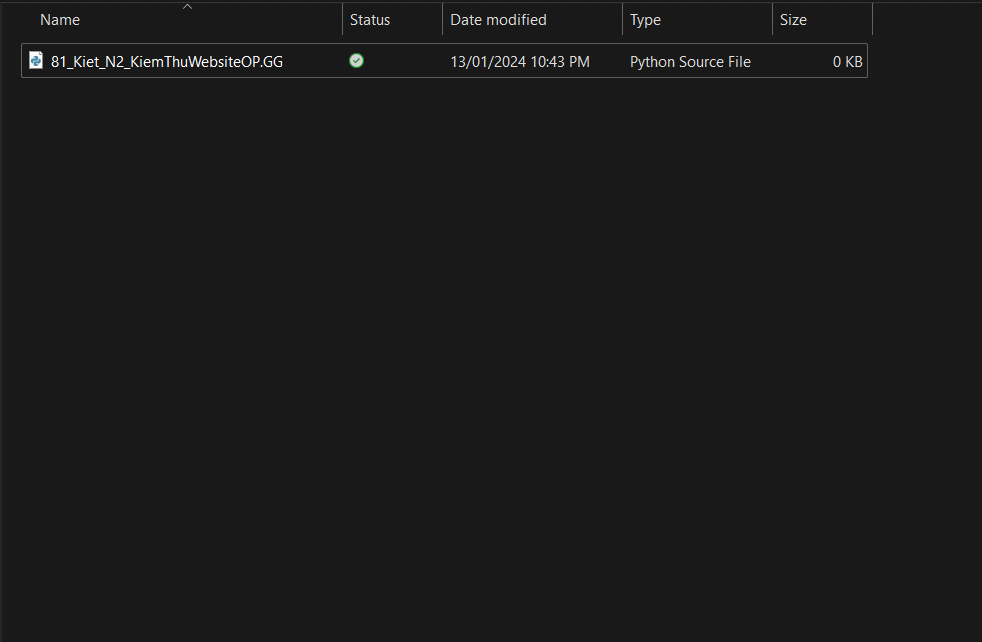 Name Status Date modified Type Size
81_Kiet_N2_KiemThuWebsiteOP.GG 13/01/2024 10:43 PM Python Source File 0 KB